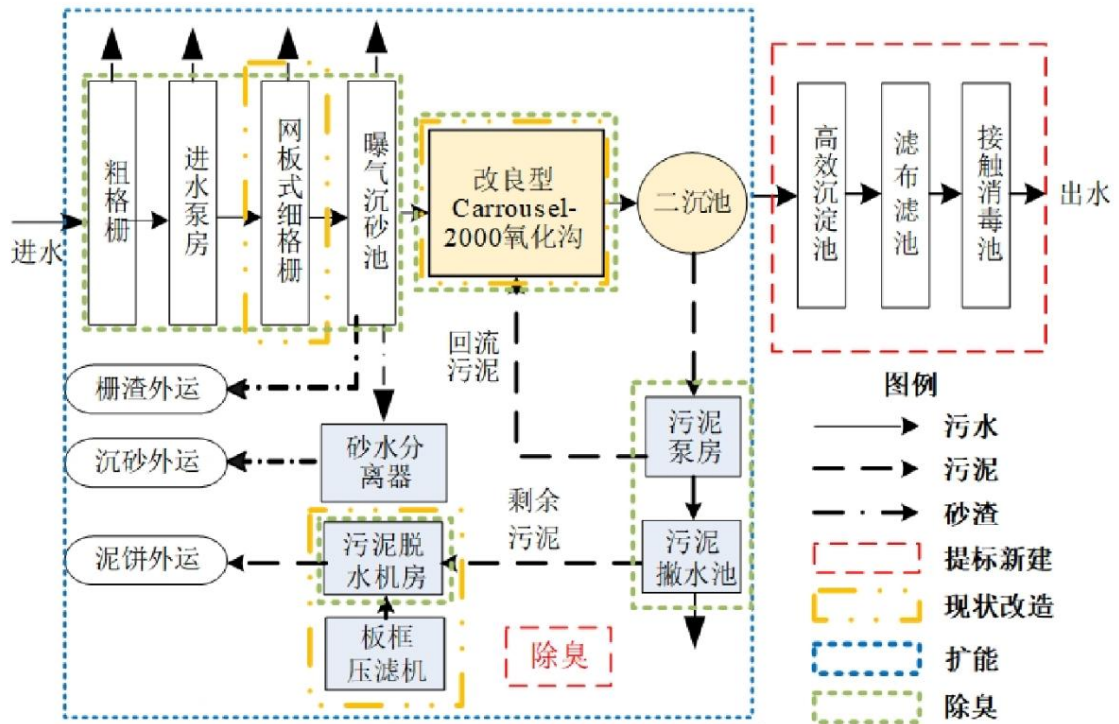 进水
粗格栅
进水泵房
网板式细格栅
曝气沉砂池
改良型
Carrousel-
2000氧化沟
二沉池
高效沉淀池
滤布滤池
接触消毒池
出水
回流
污泥
栅渣外运
砂水分
离器
沉砂外运
污泥
泵房
剩余
污泥
污泥
撇水池
污泥脱
水机房
泥饼外运
板框
压滤机
除臭
图例
污水
污泥
砂渣
提标新建
现状改造
扩能
除臭